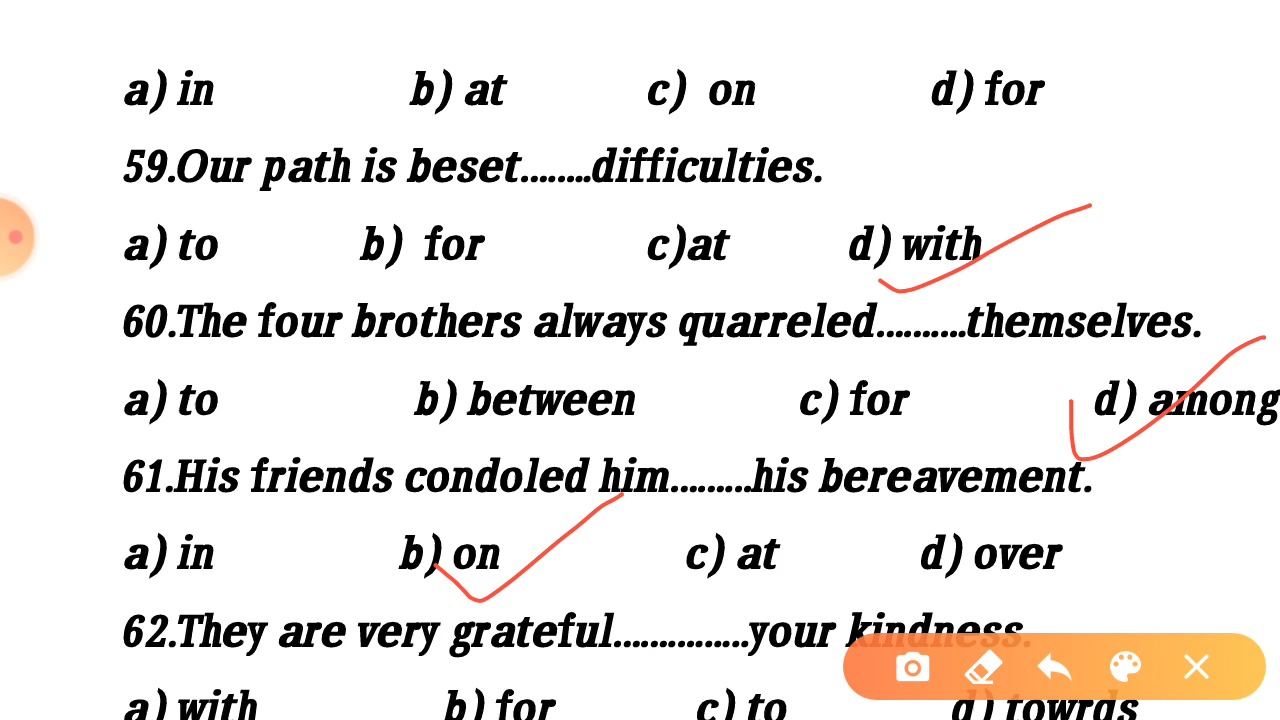 a) in b) at c) on d) for
59.Our path is beset........difficulties.
a) to b) for c)at d) with
60.The four brothers always quarreled..........themselves.
a) to b) between c) for d) among
61.His friends condoled him.........his bereavement.
a) in b) on c) at d) over
62.They are very grateful...............your kindness.
a) with b) for c) to d) towrds